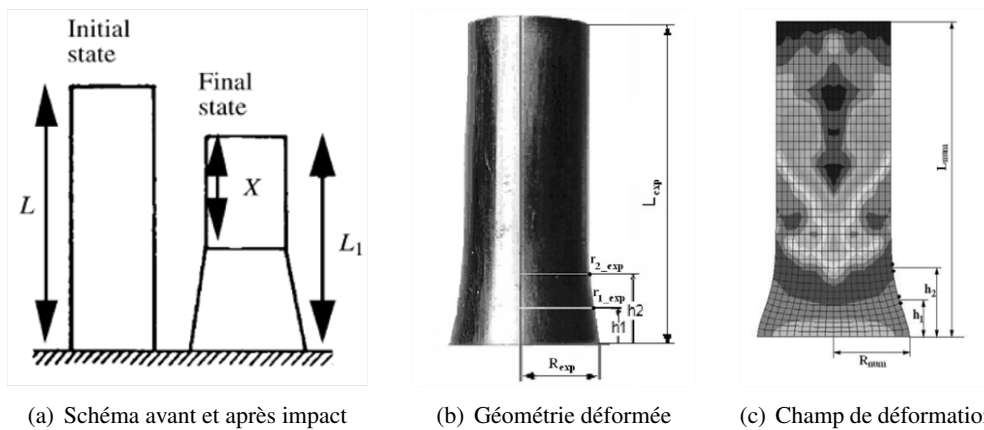 Initial
state
Final
state
L
X
L1
Lexp
r2_exp
r1_exp
h2
h1
Rexp
Lnum
h2
h1
Rnum
(a) Schéma avant et après impact
(b) Géométrie déformée
(c) Champ de déformation